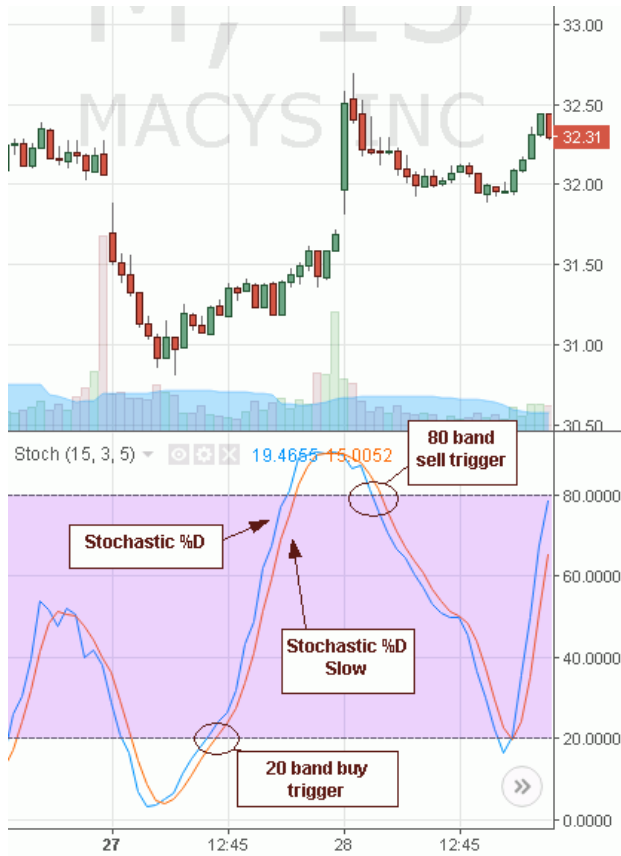 M, 15
33.00
MACYS INC
32.50
32.31
32.00
31.50
31.00
30.50
Stoch (15, 3, 5)
19.4655 15.0052
80 band
sell trigger
80.0000
Stochastic %D
60.0000
Stochastic %D
Slow
40.0000
20.0000
20 band buy
trigger
0.0000
27 12:45 28 12:45